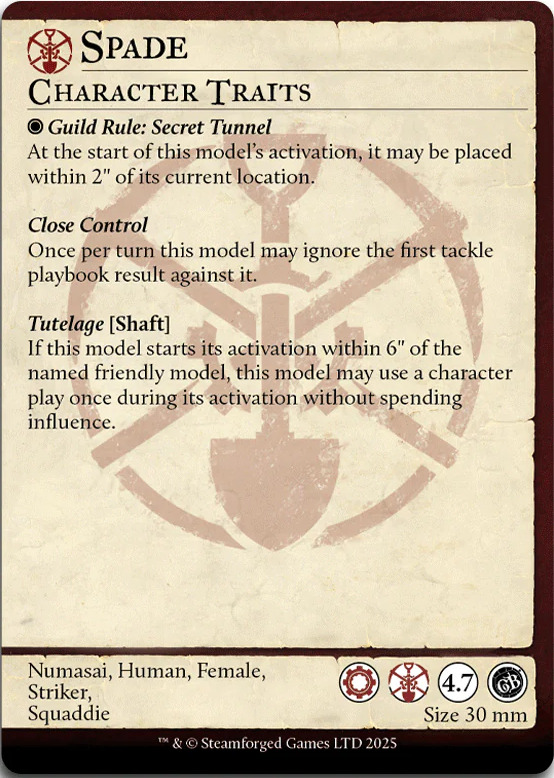 Spade
Character Traits
Guild Rule: Secret Tunnel
At the start of this model's activation, it may be placed
within 2" of its current location.
Close Control
Once per turn this model may ignore the first tackle
playbook result against it.
Tutelage [Shaft]
If this model starts its activation within 6" of the
named friendly model, this model may use a character
play once during its activation without spending
influence.
Numasai, Human, Female,
Striker,
Squaddie
4.7
GB
Size 30 mm
™ & © Steamforged Games LTD 2025